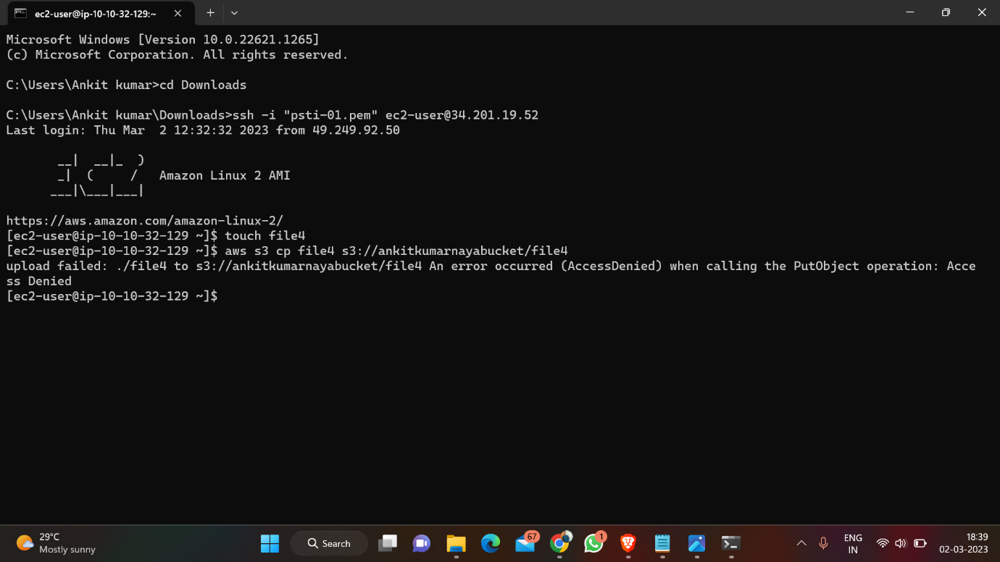 ec2-user@ip-10-10-32-129:~
Microsoft Windows [Version 10.0.22621.1265]
(c) Microsoft Corporation. All rights reserved.
C:\Users\Ankit kumar>cd Downloads
C:\Users\Ankit kumar\Downloads>ssh -i "psti-01.pem" ec2-user@34.201.19.52
Last login: Thu Mar  2 12:32:32 2023 from 49.249.92.50
       __|  __|_  )
       _|  (     /   Amazon Linux 2 AMI
      ___|\___|___|
https://aws.amazon.com/amazon-linux-2/
[ec2-user@ip-10-10-32-129 ~]$ touch file4
[ec2-user@ip-10-10-32-129 ~]$ aws s3 cp file4 s3://ankitkumarnayabucket/file4
upload failed: ./file4 to s3://ankitkumarnayabucket/file4 An error occurred (AccessDenied) when calling the PutObject operation: Acce
ss Denied
[ec2-user@ip-10-10-32-129 ~]$
29°C
Mostly sunny
Search
67
1
ENG
IN
18:39
02-03-2023